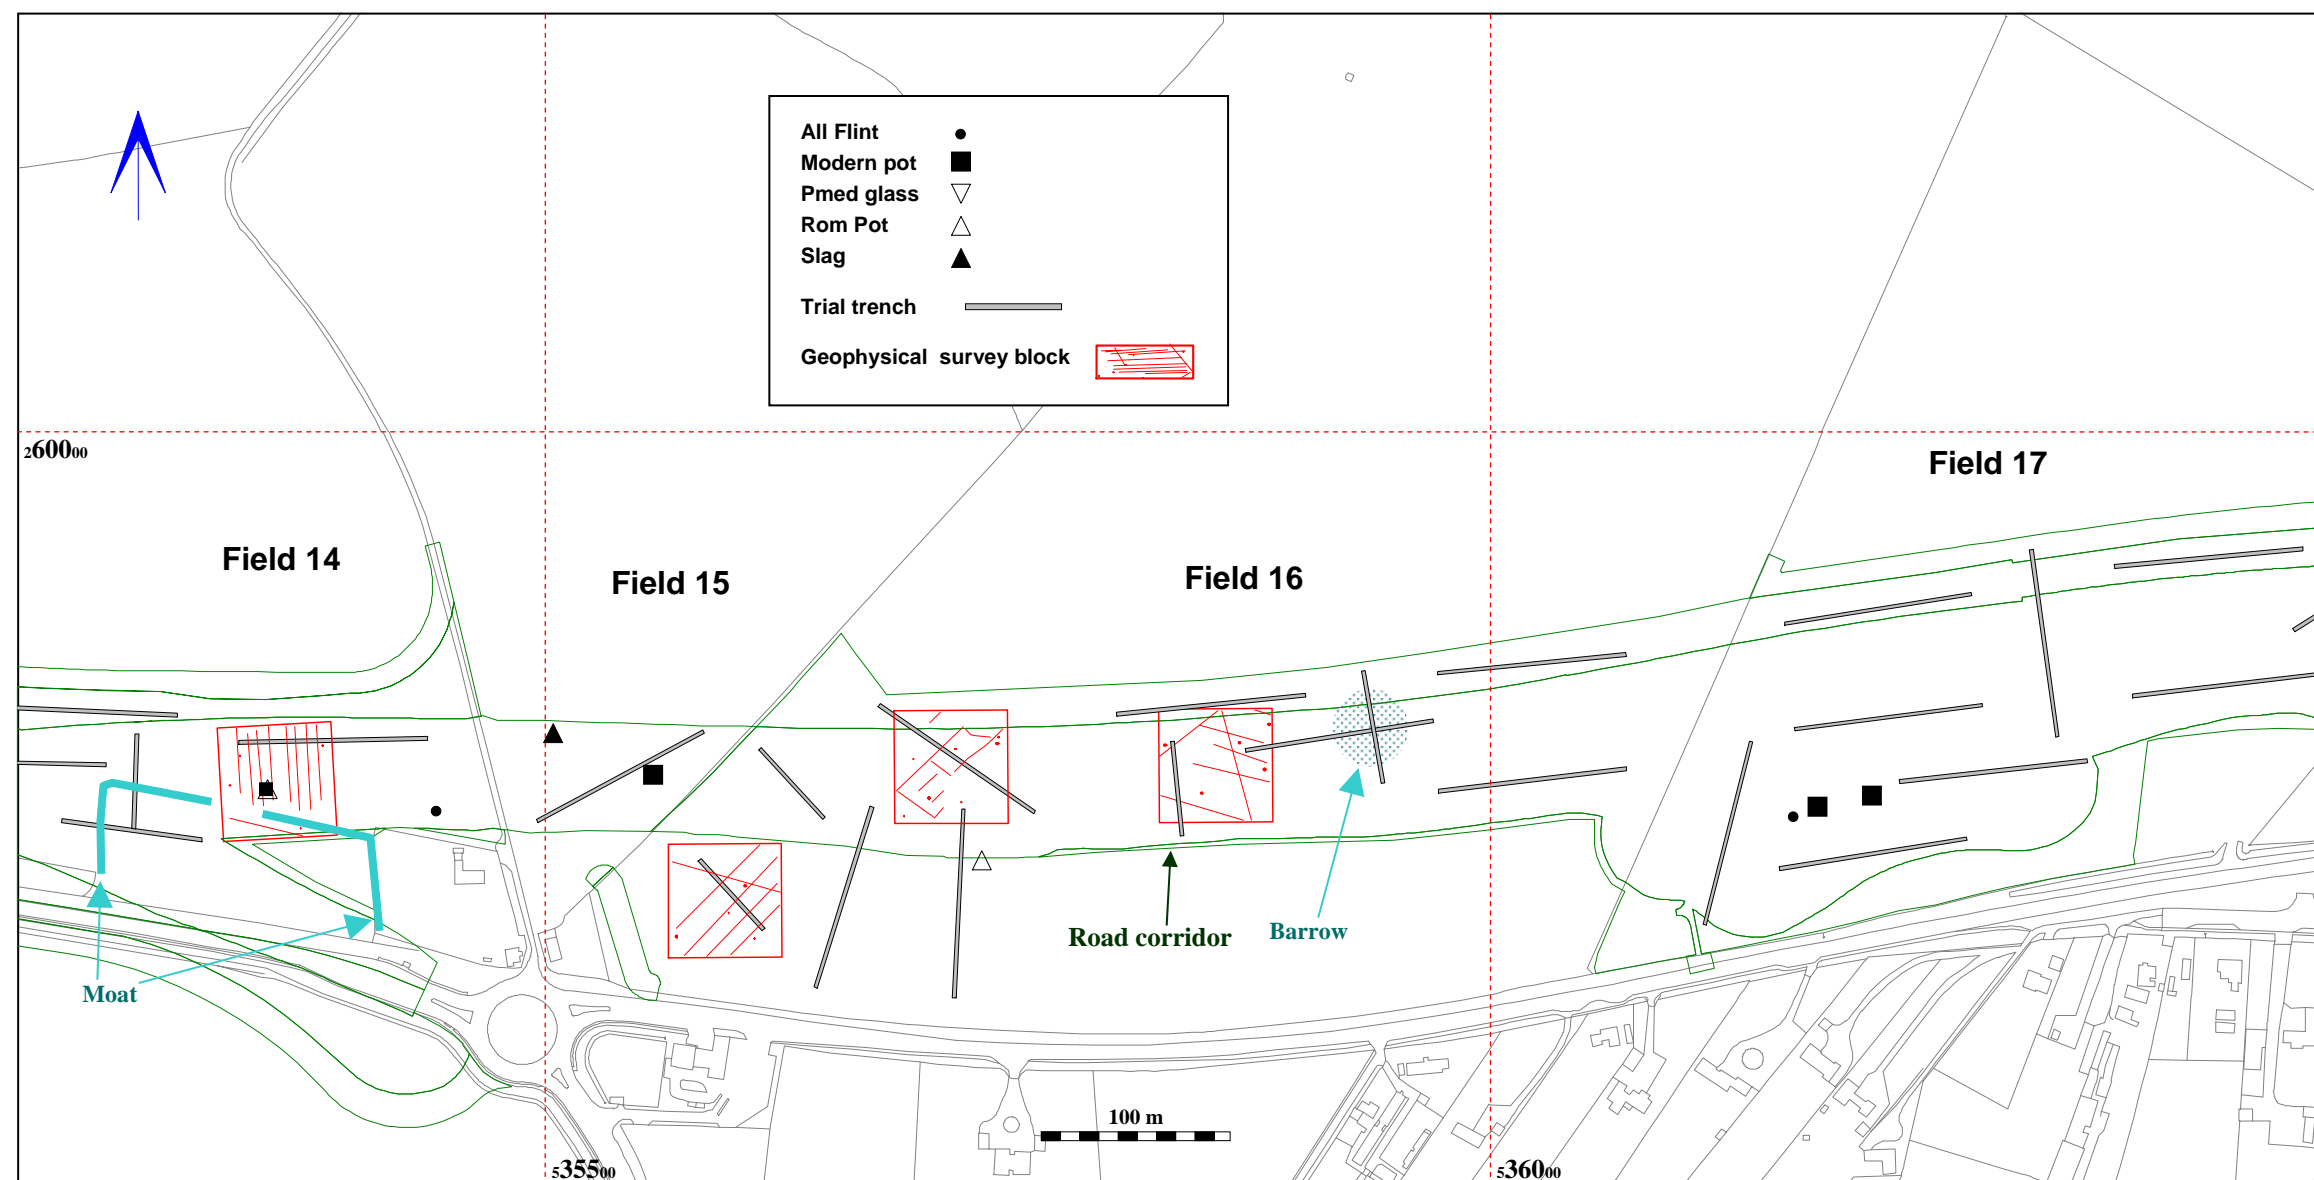 All Flint
Modern pot
Pmed glass
Rom Pot
Slag
Trial trench
Geophysical survey block
260000
Field 17
Field 14
Field 15
Field 16
Road corridor
Barrow
Moat
100 m
535500
536000